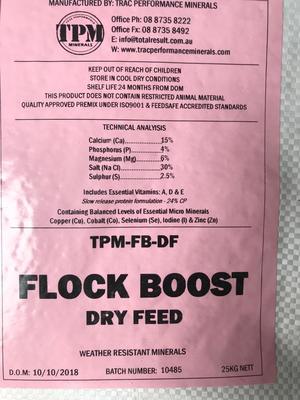 MANUFACTURED BY: TRAC PERFORMANCE MINERALS
TPM
MINERALS
Office Ph: 08 8735 8222
Office Fx: 08 8735 8492
E: info@totalresult.com.au
W: www.tracperformanceminerals.com
KEEP OUT OF REACH OF CHILDREN
STORE IN COOL DRY CONDITIONS
SHELF LIFE 24 MONTHS FROM DOM
THIS PRODUCT DOES NOT CONTAIN RESTRICTED ANIMAL MATERIAL
QUALITY APPROVED PREMIX UNDER ISO9001 & FEEDSAFE ACCREDITED STANDARDS
TECHNICAL ANALYISIS
Calcium (Ca)..................15%
Phosphorus (P)..................4%
Magnesium (Mg)..................6%
Salt (Na Cl)..................30%
Sulphur (S)..................2.5%
Includes Essential Vitamins: A, D & E
Slow release protein formulation - 24% CP
Containing Balanced Levels of Essential Micro Minerals
Copper (Cu), Cobalt (Co), Selenium (Se), Iodine (I) & Zinc (Zn)
TPM-FB-DF
FLOCK BOOST
DRY FEED
WEATHER RESISTANT MINERALS
D.O.M: 10/10/2018 BATCH NUMBER: 10485 25KG NETT